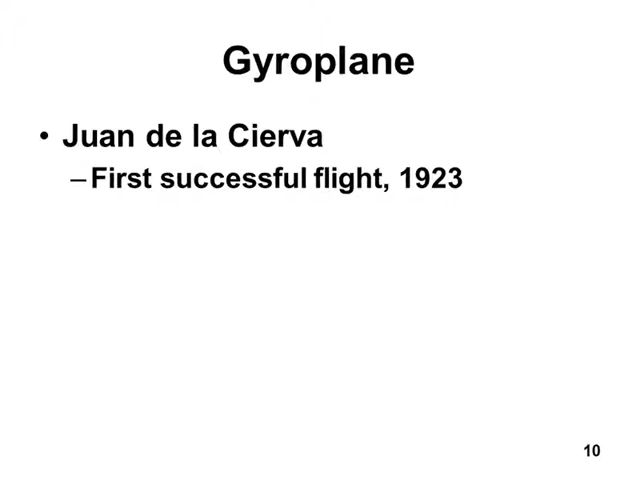 Gyroplane
• Juan de la Cierva
– First successful flight, 1923
10